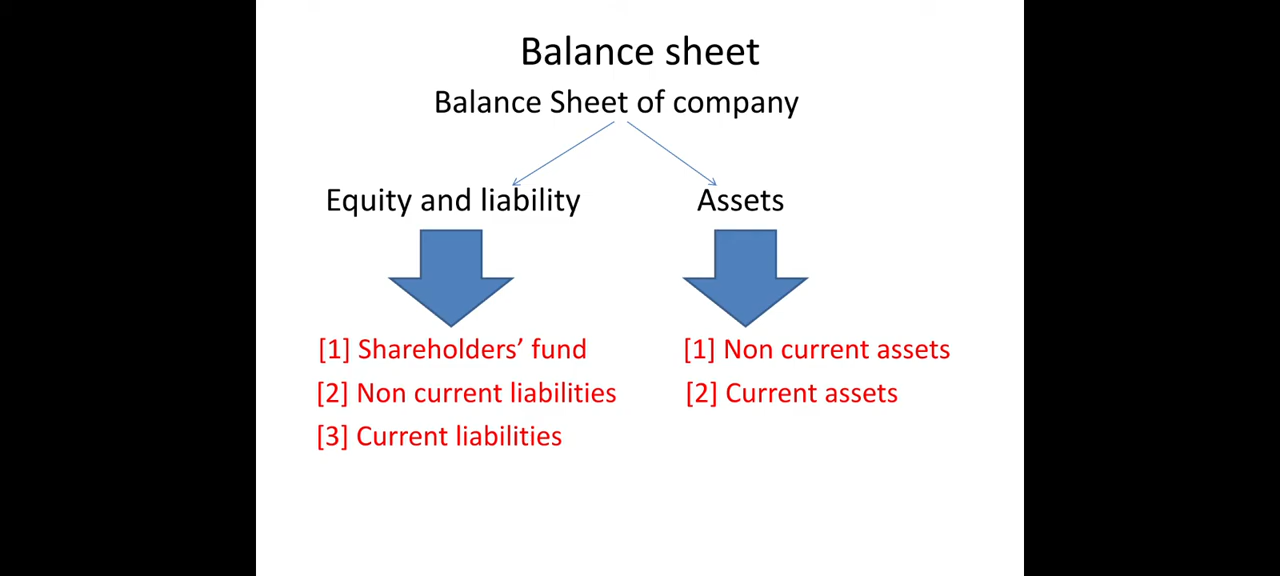 Balance sheet
Balance Sheet of company
Equity and liability
Assets
[1] Shareholders’ fund
[2] Non current liabilities
[3] Current liabilities
[1] Non current assets
[2] Current assets